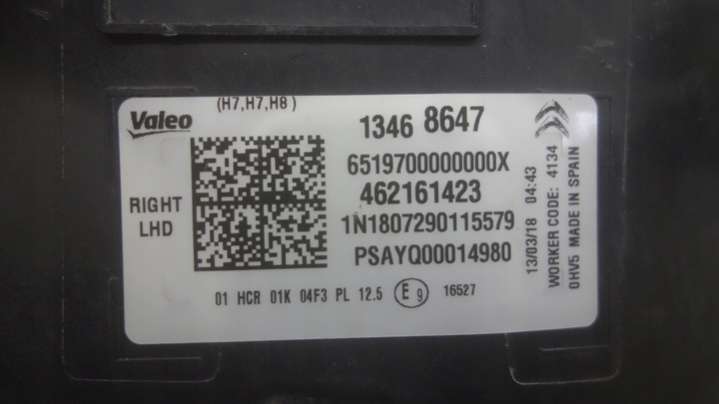 (H7,H7,H8)
Valeo
1346 8647
6519700000000X
462161423
1N1807290115579
PSAYQ00014980
RIGHT
LHD
01 HCR 01K 04F3 PL 12.5 E 9 16527
13/03/18 04:43
WORKER CODE: 4134
0HV5 MADE IN SPAIN